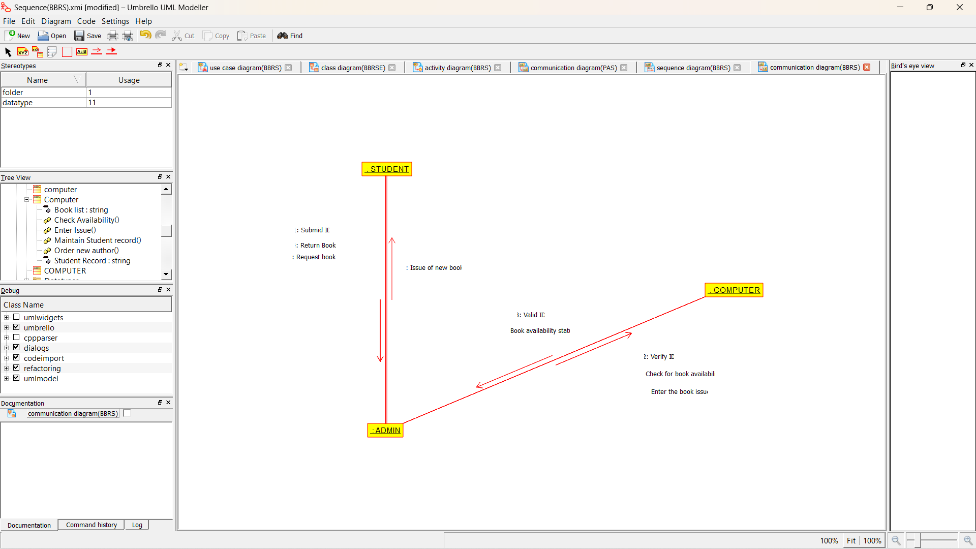 Sequence(BBRS).xmi [modified] – Umbrello UML Modeller
File Edit Diagram Code Settings Help
New Open Save Cut Copy Paste Find
Stereotypes
Name Usage
folder 1
datatype 11
Tree View
computer
Computer
Book list : string
Check Availability()
Enter Issue()
Maintain Student record()
Order new author()
Student Record : string
COMPUTER
Datatypes
Debug
Class Name
umlwidgets
umbrello
cppparser
dialogs
codeimport
refactoring
umlmodel
Documentation
communication diagram(BBRS)
Documentation Command history Log
use case diagram(BBRS) class diagram(BBRSE) activity diagram(BBRS) communication diagram(PAS) sequence diagram(BBRS) communication diagram(BBRS)
: STUDENT
: Submid I
: Return Book
: Request book
: Issue of new bool
: COMPUTER
3: Valid I
Book availability stab
2: Verify I
Check for book availabil
Enter the book issu
: ADMIN
Bird's eye view
100% Fit 100%